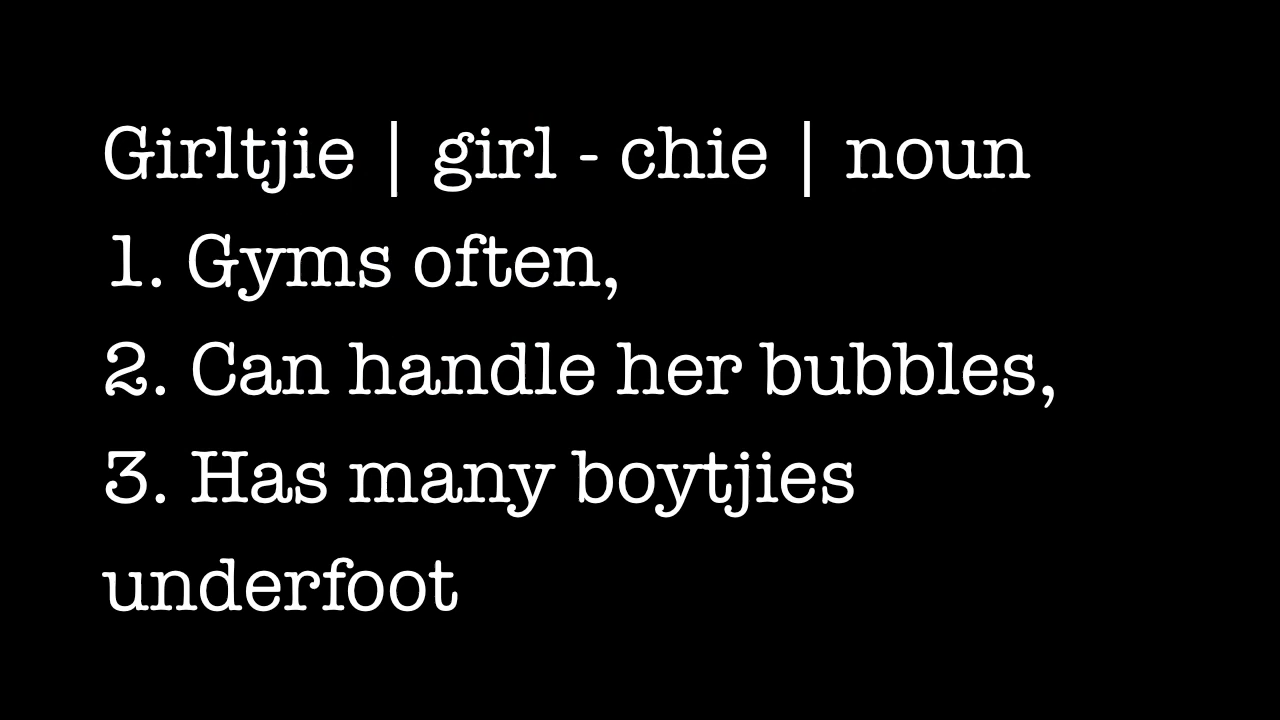 Girltjie | girl - chie | noun
1. Gyms often,
2. Can handle her bubbles,
3. Has many boytjies
underfoot